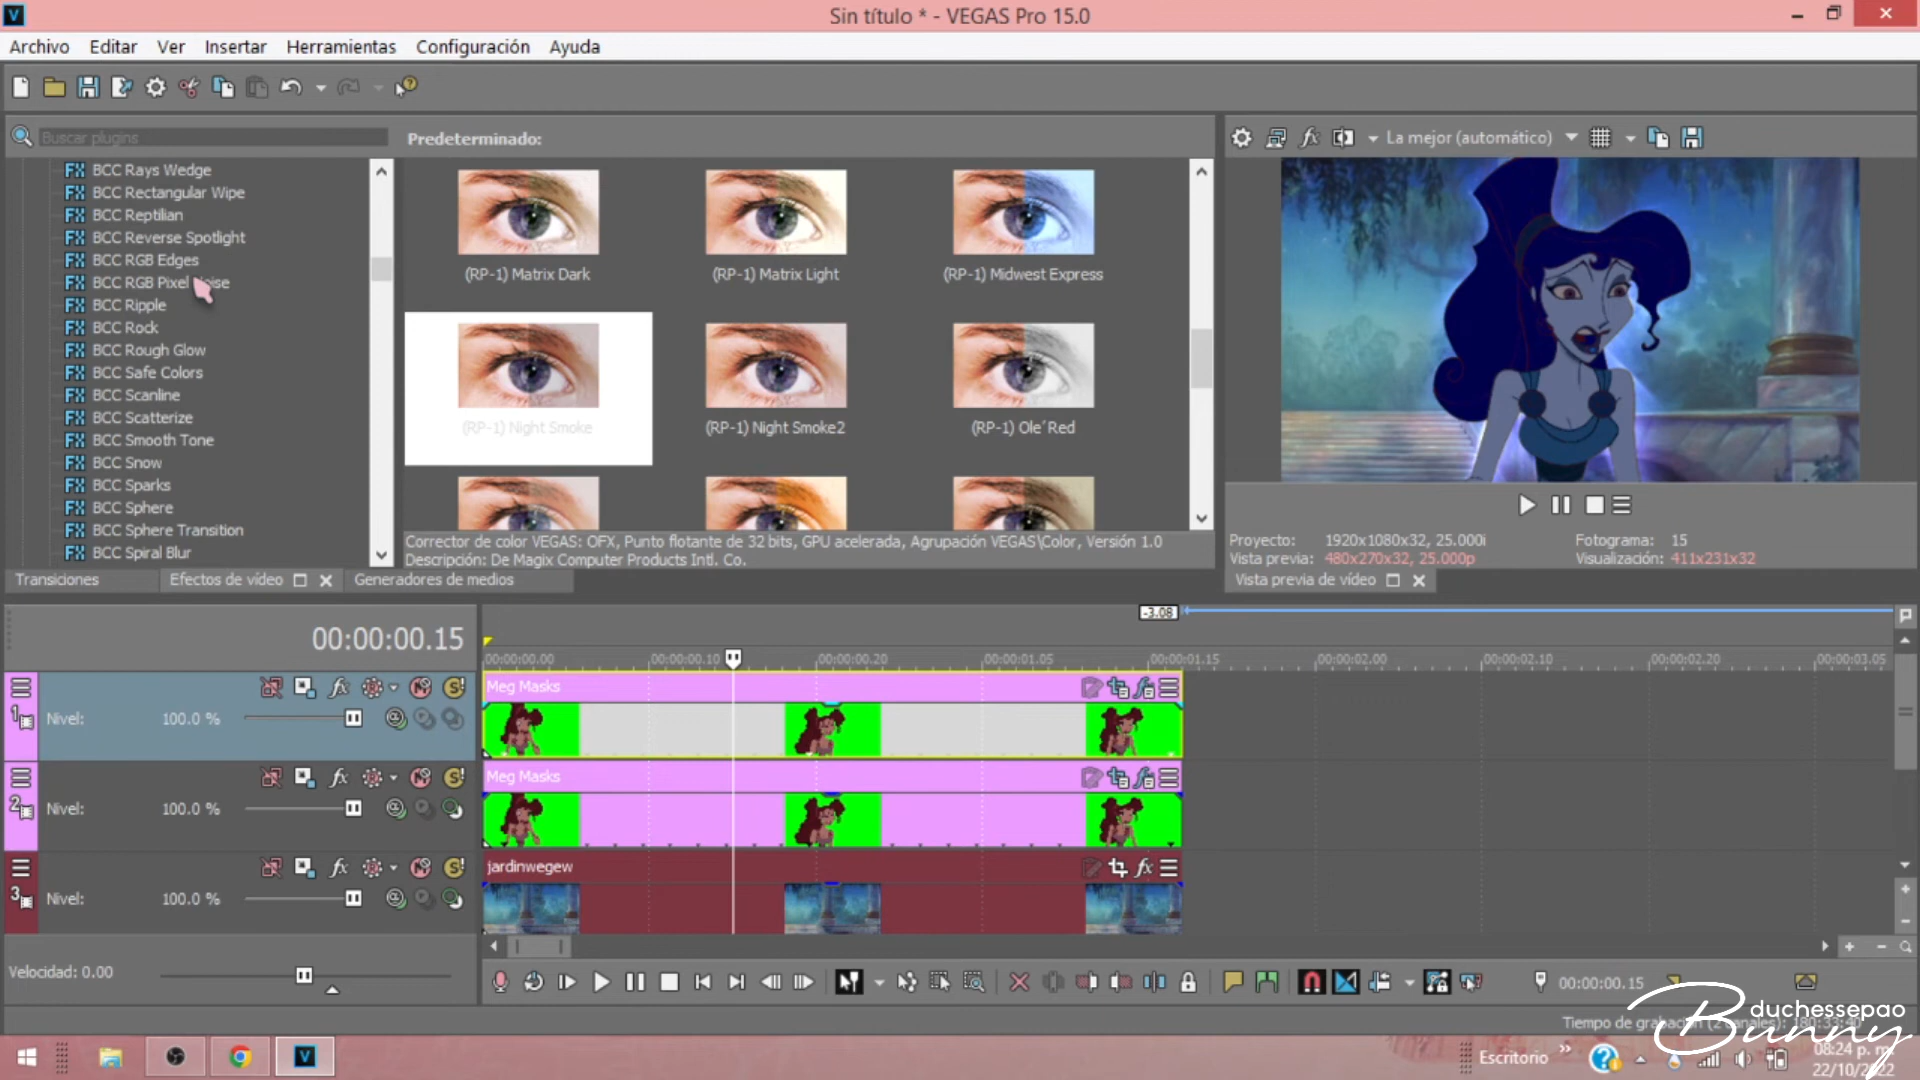 Sin título * - VEGAS Pro 15.0
Archivo Editar Ver Insertar Herramientas Configuración Ayuda
Buscar plugins
BCC Rays Wedge
BCC Rectangular Wipe
BCC Reptilian
BCC Reverse Spotlight
BCC RGB Edges
BCC RGB Pixel
BCC Ripple
BCC Rock
BCC Rough Glow
BCC Safe Colors
BCC Scanline
BCC Scatterize
BCC Smooth Tone
BCC Snow
BCC Sparks
BCC Sphere
BCC Sphere Transition
BCC Spiral Blur
Transiciones Efectos de vídeo Generadores de medios
Predeterminado:
(RP-1) Matrix Dark (RP-1) Matrix Light (RP-1) Midwest Express
(RP-1) Night Smoke (RP-1) Night Smoke2 (RP-1) Ole´Red
Corrector de color VEGAS: OFX, Punto flotante de 32 bits, GPU acelerada, Agrupación VEGAS\Color, Versión 1.0
Descripción: De Magix Computer Products Intl. Co.
La mejor (automático)
Proyecto: 1920x1080x32, 25.000i Fotograma: 15
Vista previa: 480x270x32, 25.000p Visualización: 411x231x32
Vista previa de vídeo
-3.08
00:00:00.15
00:00:00.00 00:00:00.10 00:00:00.20 00:00:01.05 00:00:01.15 00:00:02.00 00:00:02.10 00:00:02.20 00:00:03.05
Meg Masks
1 Nivel: 100.0 %
Meg Masks
2 Nivel: 100.0 %
jardinwegew
3 Nivel: 100.0 %
Velocidad: 0.00
00:00:00.15
duchessepao
Bunny
Tiempo de grabación (2 canales): 180:33:40
Escritorio
08:24 p. m.
22/10/2022